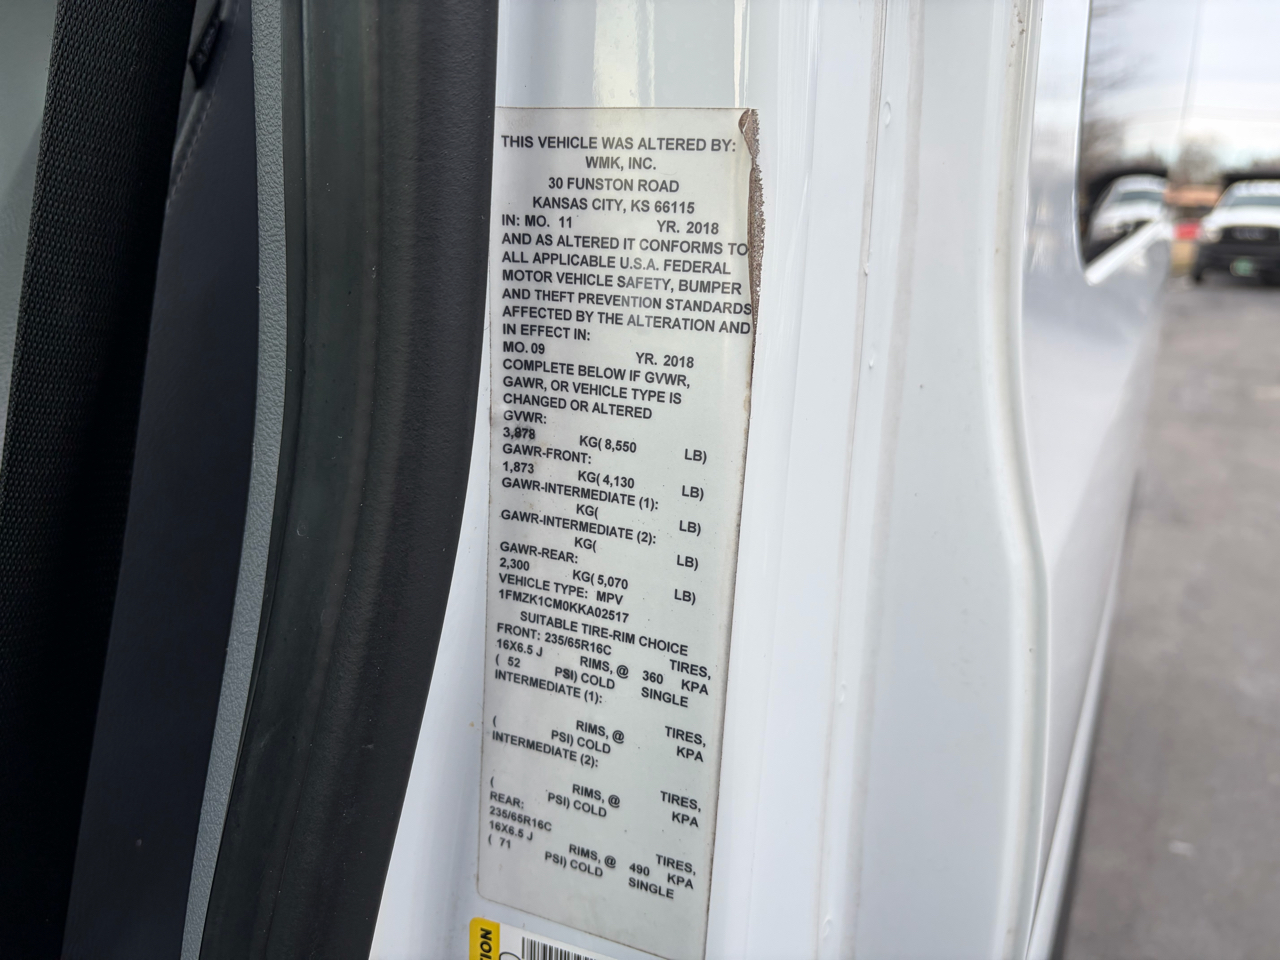 THIS VEHICLE WAS ALTERED BY:
WMK, INC.
30 FUNSTON ROAD
KANSAS CITY, KS 66115
IN: MO. 11 YR. 2018
AND AS ALTERED IT CONFORMS TO
ALL APPLICABLE U.S.A. FEDERAL
MOTOR VEHICLE SAFETY, BUMPER
AND THEFT PREVENTION STANDARDS
AFFECTED BY THE ALTERATION AND
IN EFFECT IN:
MO. 09 YR. 2018
COMPLETE BELOW IF GVWR,
GAWR, OR VEHICLE TYPE IS
CHANGED OR ALTERED
GVWR:
3,878 KG( 8,550 LB)
GAWR-FRONT:
1,873 KG( 4,130 LB)
GAWR-INTERMEDIATE (1):
KG( LB)
GAWR-INTERMEDIATE (2):
KG( LB)
GAWR-REAR:
2,300 KG( 5,070 LB)
VEHICLE TYPE: MPV
1FMZK1CM0KKA02517
SUITABLE TIRE-RIM CHOICE
FRONT: 235/65R16C TIRES,
16X6.5 J RIMS, @ 360 KPA
( 52 PSI) COLD SINGLE
INTERMEDIATE (1):
TIRES,
RIMS, @ KPA
( PSI) COLD
INTERMEDIATE (2):
TIRES,
RIMS, @ KPA
( PSI) COLD
REAR:
235/65R16C TIRES,
16X6.5 J RIMS, @ 490 KPA
( 71 PSI) COLD SINGLE